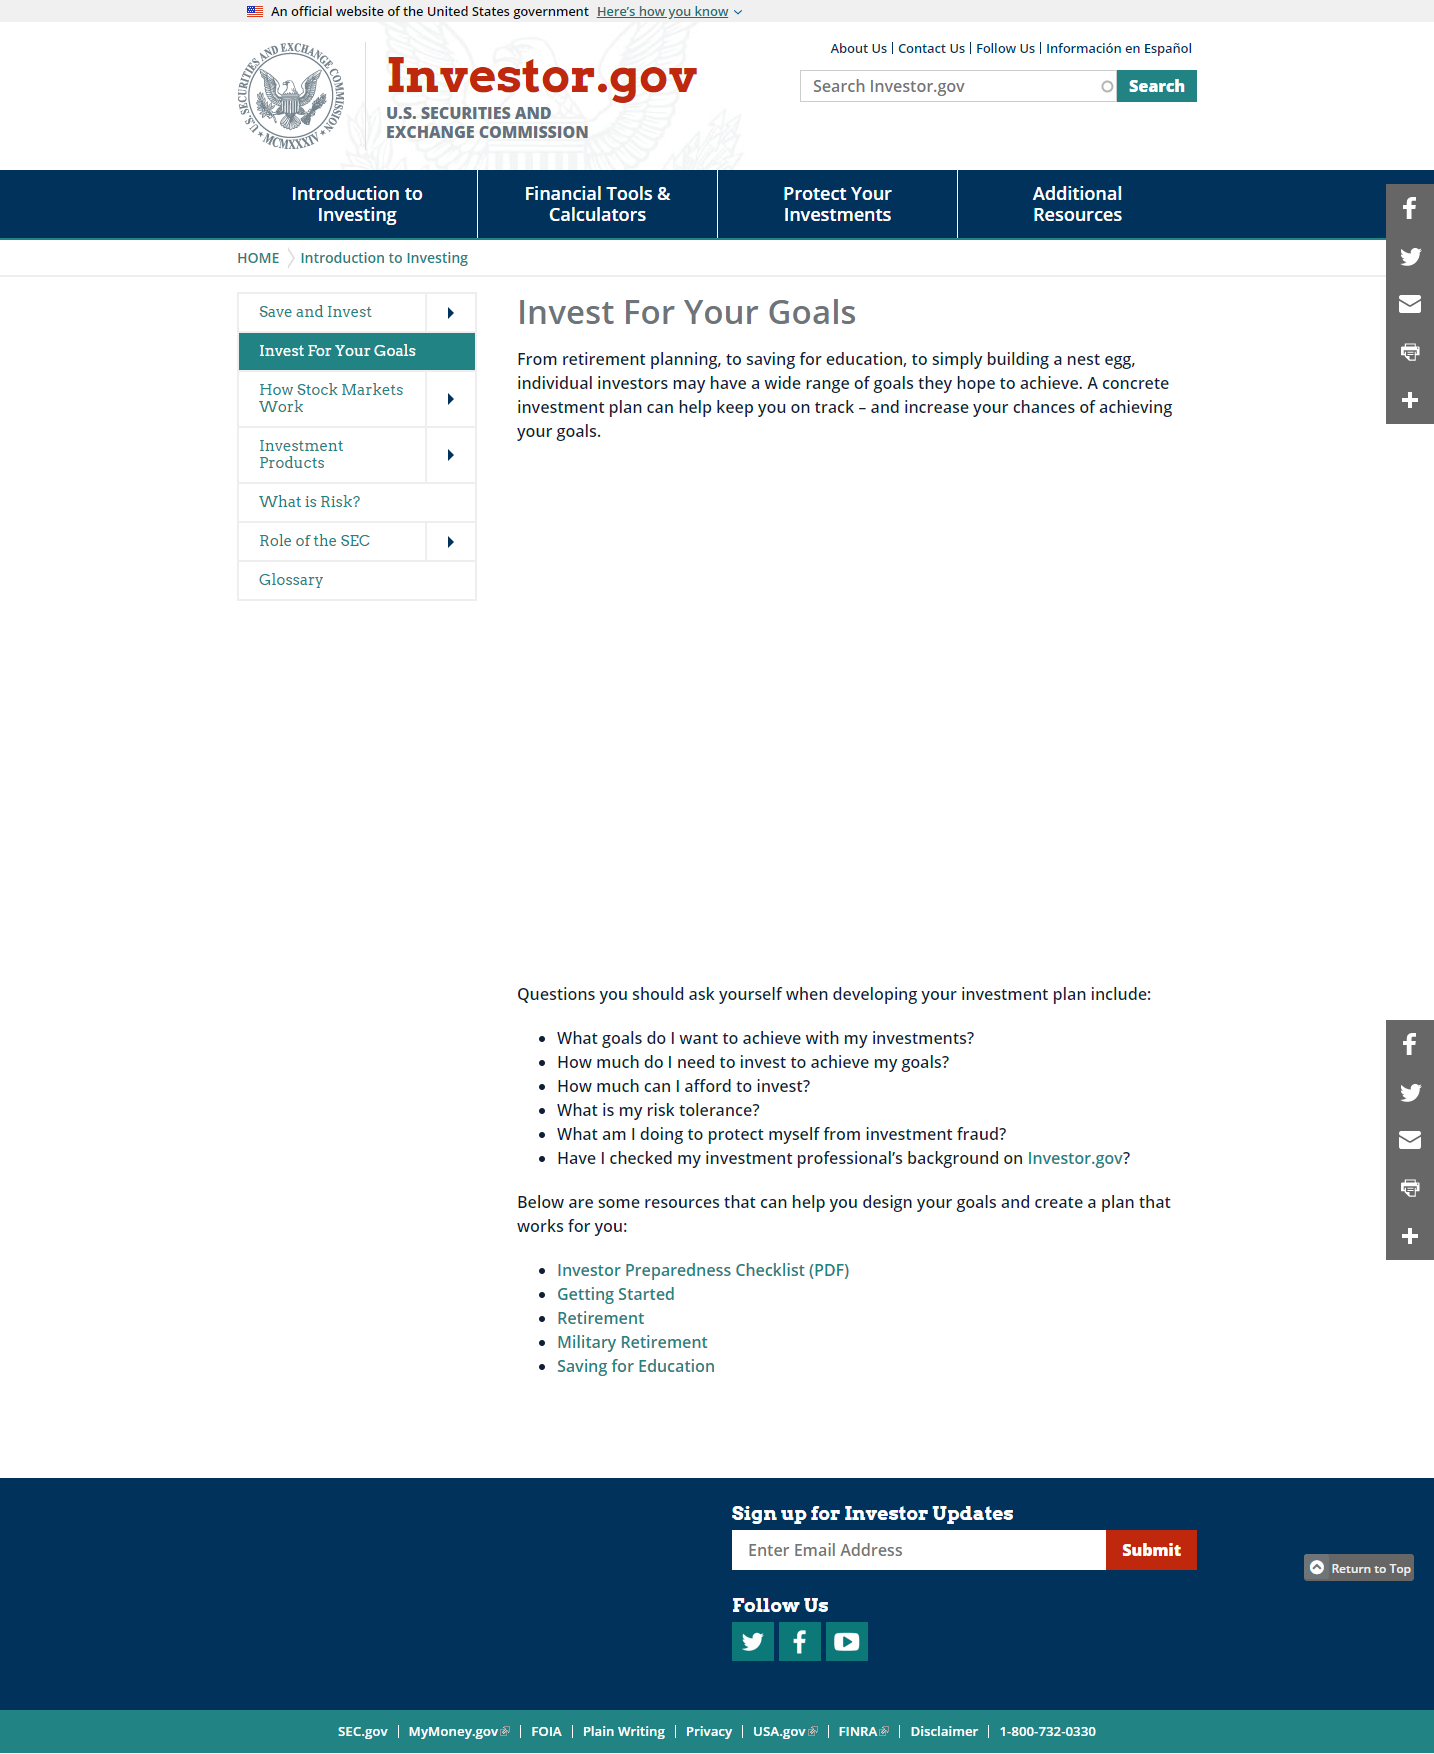 An official website of the United States government Here's how you know
U.S. SECURITIES AND EXCHANGE COMMISSION
MCMXXXIV
Investor.gov
U.S. SECURITIES AND
EXCHANGE COMMISSION
About Us | Contact Us | Follow Us | Información en Español
Search Investor.gov
Search
Introduction to
Investing
Financial Tools &
Calculators
Protect Your
Investments
Additional
Resources
HOME Introduction to Investing
Save and Invest
Invest For Your Goals
How Stock Markets
Work
Investment
Products
What is Risk?
Role of the SEC
Glossary
Invest For Your Goals
From retirement planning, to saving for education, to simply building a nest egg,
individual investors may have a wide range of goals they hope to achieve. A concrete
investment plan can help keep you on track – and increase your chances of achieving
your goals.
Questions you should ask yourself when developing your investment plan include:
• What goals do I want to achieve with my investments?
• How much do I need to invest to achieve my goals?
• How much can I afford to invest?
• What is my risk tolerance?
• What am I doing to protect myself from investment fraud?
• Have I checked my investment professional's background on Investor.gov?
Below are some resources that can help you design your goals and create a plan that
works for you:
• Investor Preparedness Checklist (PDF)
• Getting Started
• Retirement
• Military Retirement
• Saving for Education
Sign up for Investor Updates
Enter Email Address
Submit
Return to Top
Follow Us
SEC.gov | MyMoney.gov | FOIA | Plain Writing | Privacy | USA.gov | FINRA | Disclaimer | 1-800-732-0330